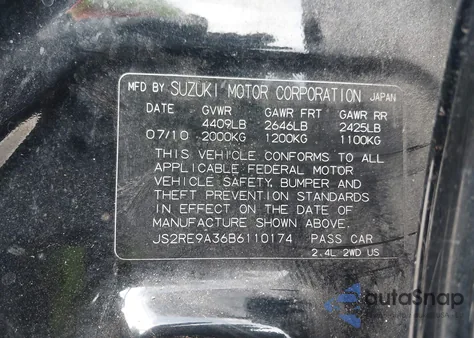 MFD BY SUZUKI MOTOR CORPORATION JAPAN
DATE GVWR GAWR FRT GAWR RR
4409LB 2646LB 2425LB
07/10 2000KG 1200KG 1100KG
THIS VEHICLE CONFORMS TO ALL
APPLICABLE FEDERAL MOTOR
VEHICLE SAFETY, BUMPER AND
THEFT PREVENTION STANDARDS
IN EFFECT ON THE DATE OF
MANUFACTURE SHOWN ABOVE.
JS2RE9A36B6110174 PASS CAR
2.4L 2WD US
autoSnap